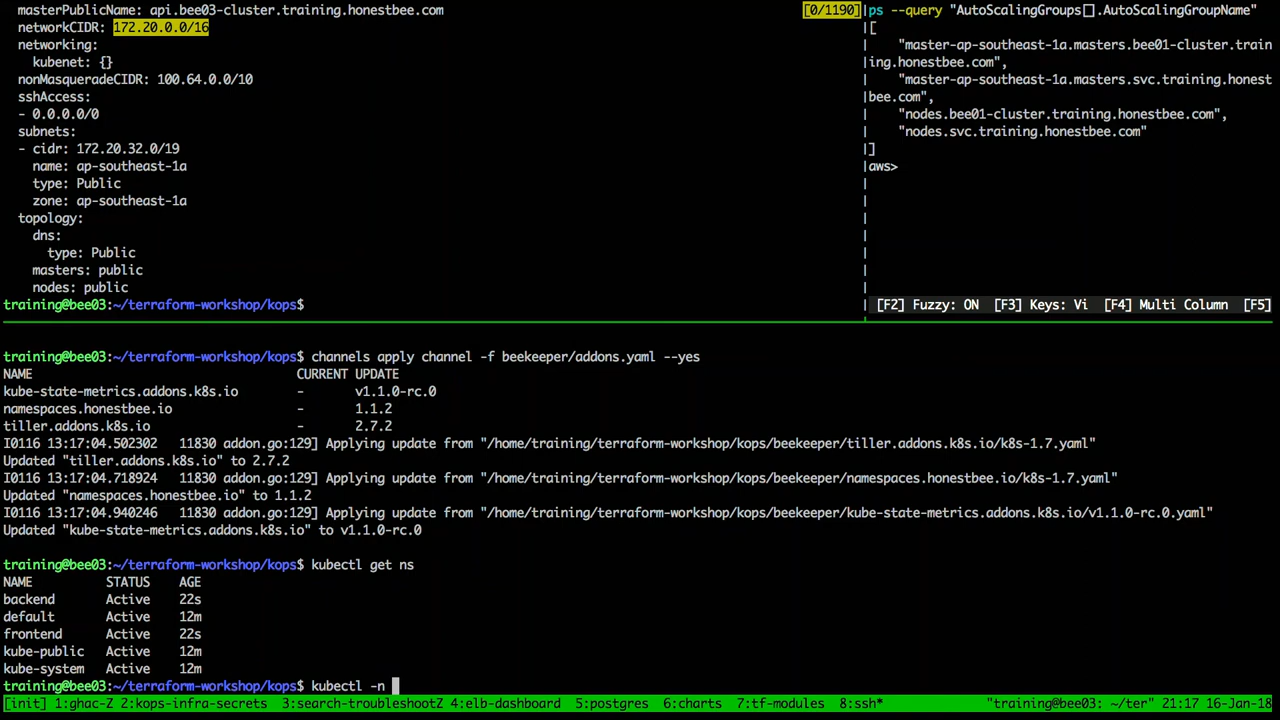 masterPublicName: api.bee03-cluster.training.honestbee.com
networkCIDR: 172.20.0.0/16
networking:
kubenet: {}
nonMasqueradeCIDR: 100.64.0.0/10
sshAccess:
- 0.0.0.0/0
subnets:
- cidr: 172.20.32.0/19
name: ap-southeast-1a
type: Public
zone: ap-southeast-1a
topology:
dns:
type: Public
masters: public
nodes: public
training@bee03:~/terraform-workshop/kops$
[0/1190]
ps --query "AutoScalingGroups[].AutoScalingGroupName"
[
"master-ap-southeast-1a.masters.bee01-cluster.train
ing.honestbee.com",
"master-ap-southeast-1a.masters.svc.training.honest
bee.com",
"nodes.bee01-cluster.training.honestbee.com",
"nodes.svc.training.honestbee.com"
]
aws>
[F2] Fuzzy: ON [F3] Keys: Vi [F4] Multi Column [F5]
training@bee03:~/terraform-workshop/kops$ channels apply channel -f beekeeper/addons.yaml --yes
NAME CURRENT UPDATE
kube-state-metrics.addons.k8s.io - v1.1.0-rc.0
namespaces.honestbee.io - 1.1.2
tiller.addons.k8s.io - 2.7.2
I0116 13:17:04.502302 11830 addon.go:129] Applying update from "/home/training/terraform-workshop/kops/beekeeper/tiller.addons.k8s.io/k8s-1.7.yaml"
Updated "tiller.addons.k8s.io" to 2.7.2
I0116 13:17:04.718924 11830 addon.go:129] Applying update from "/home/training/terraform-workshop/kops/beekeeper/namespaces.honestbee.io/k8s-1.7.yaml"
Updated "namespaces.honestbee.io" to 1.1.2
I0116 13:17:04.940246 11830 addon.go:129] Applying update from "/home/training/terraform-workshop/kops/beekeeper/kube-state-metrics.addons.k8s.io/v1.1.0-rc.0.yaml"
Updated "kube-state-metrics.addons.k8s.io" to v1.1.0-rc.0
training@bee03:~/terraform-workshop/kops$ kubectl get ns
NAME STATUS AGE
backend Active 22s
default Active 12m
frontend Active 22s
kube-public Active 12m
kube-system Active 12m
training@bee03:~/terraform-workshop/kops$ kubectl -n
[init] 1:ghac-Z 2:kops-infra-secrets 3:search-troubleshootZ 4:elb-dashboard 5:postgres 6:charts 7:tf-modules 8:ssh* "training@bee03: ~/ter" 21:17 16-Jan-18